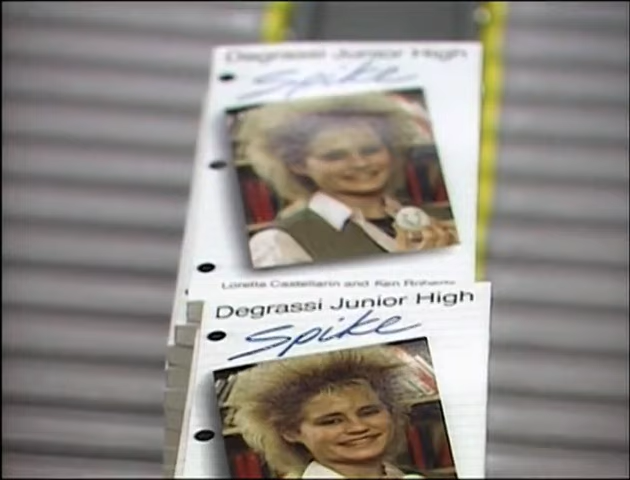 Degrassi Junior High
Spike
Loretta Castellarin and Ken Roberts
Degrassi Junior High
Spike